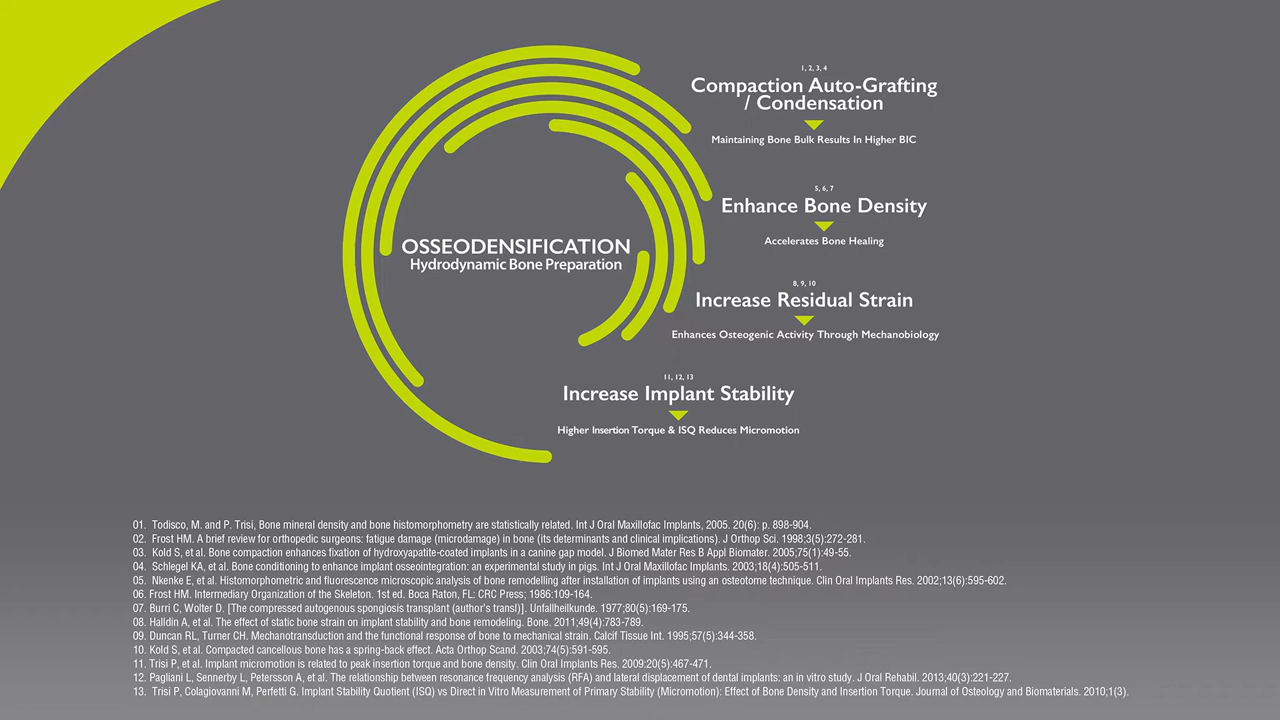 1, 2, 3, 4
Compaction Auto-Grafting
/ Condensation
Maintaining Bone Bulk Results In Higher BIC
5, 6, 7
Enhance Bone Density
Accelerates Bone Healing
OSSEODENSIFICATION
Hydrodynamic Bone Preparation
8, 9, 10
Increase Residual Strain
Enhances Osteogenic Activity Through Mechanobiology
11, 12, 13
Increase Implant Stability
Higher Insertion Torque & ISQ Reduces Micromotion
01. Todisco, M. and P. Trisi, Bone mineral density and bone histomorphometry are statistically related. Int J Oral Maxillofac Implants, 2005. 20(6): p. 898-904.
02. Frost HM. A brief review for orthopedic surgeons: fatigue damage (microdamage) in bone (its determinants and clinical implications). J Orthop Sci. 1998;3(5):272-281.
03. Kold S, et al. Bone compaction enhances fixation of hydroxyapatite-coated implants in a canine gap model. J Biomed Mater Res B Appl Biomater. 2005;75(1):49-55.
04. Schlegel KA, et al. Bone conditioning to enhance implant osseointegration: an experimental study in pigs. Int J Oral Maxillofac Implants. 2003;18(4):505-511.
05. Nkenke E, et al. Histomorphometric and fluorescence microscopic analysis of bone remodelling after installation of implants using an osteotome technique. Clin Oral Implants Res. 2002;13(6):595-602.
06. Frost HM. Intermediary Organization of the Skeleton. 1st ed. Boca Raton, FL: CRC Press; 1986:109-164.
07. Burri C, Wolter D. [The compressed autogenous spongiosis transplant (author's transl)]. Unfallheilkunde. 1977;80(5):169-175.
08. Halldin A, et al. The effect of static bone strain on implant stability and bone remodeling. Bone. 2011;49(4):783-789.
09. Duncan RL, Turner CH. Mechanotransduction and the functional response of bone to mechanical strain. Calcif Tissue Int. 1995;57(5):344-358.
10. Kold S, et al. Compacted cancellous bone has a spring-back effect. Acta Orthop Scand. 2003;74(5):591-595.
11. Trisi P, et al. Implant micromotion is related to peak insertion torque and bone density. Clin Oral Implants Res. 2009:20(5):467-471.
12. Pagliani L, Sennerby L, Petersson A, et al. The relationship between resonance frequency analysis (RFA) and lateral displacement of dental implants: an in vitro study. J Oral Rehabil. 2013;40(3):221-227.
13. Trisi P, Colagiovanni M, Perfetti G. Implant Stability Quotient (ISQ) vs Direct in Vitro Measurement of Primary Stability (Micromotion): Effect of Bone Density and Insertion Torque. Journal of Osteology and Biomaterials. 2010;1(3).